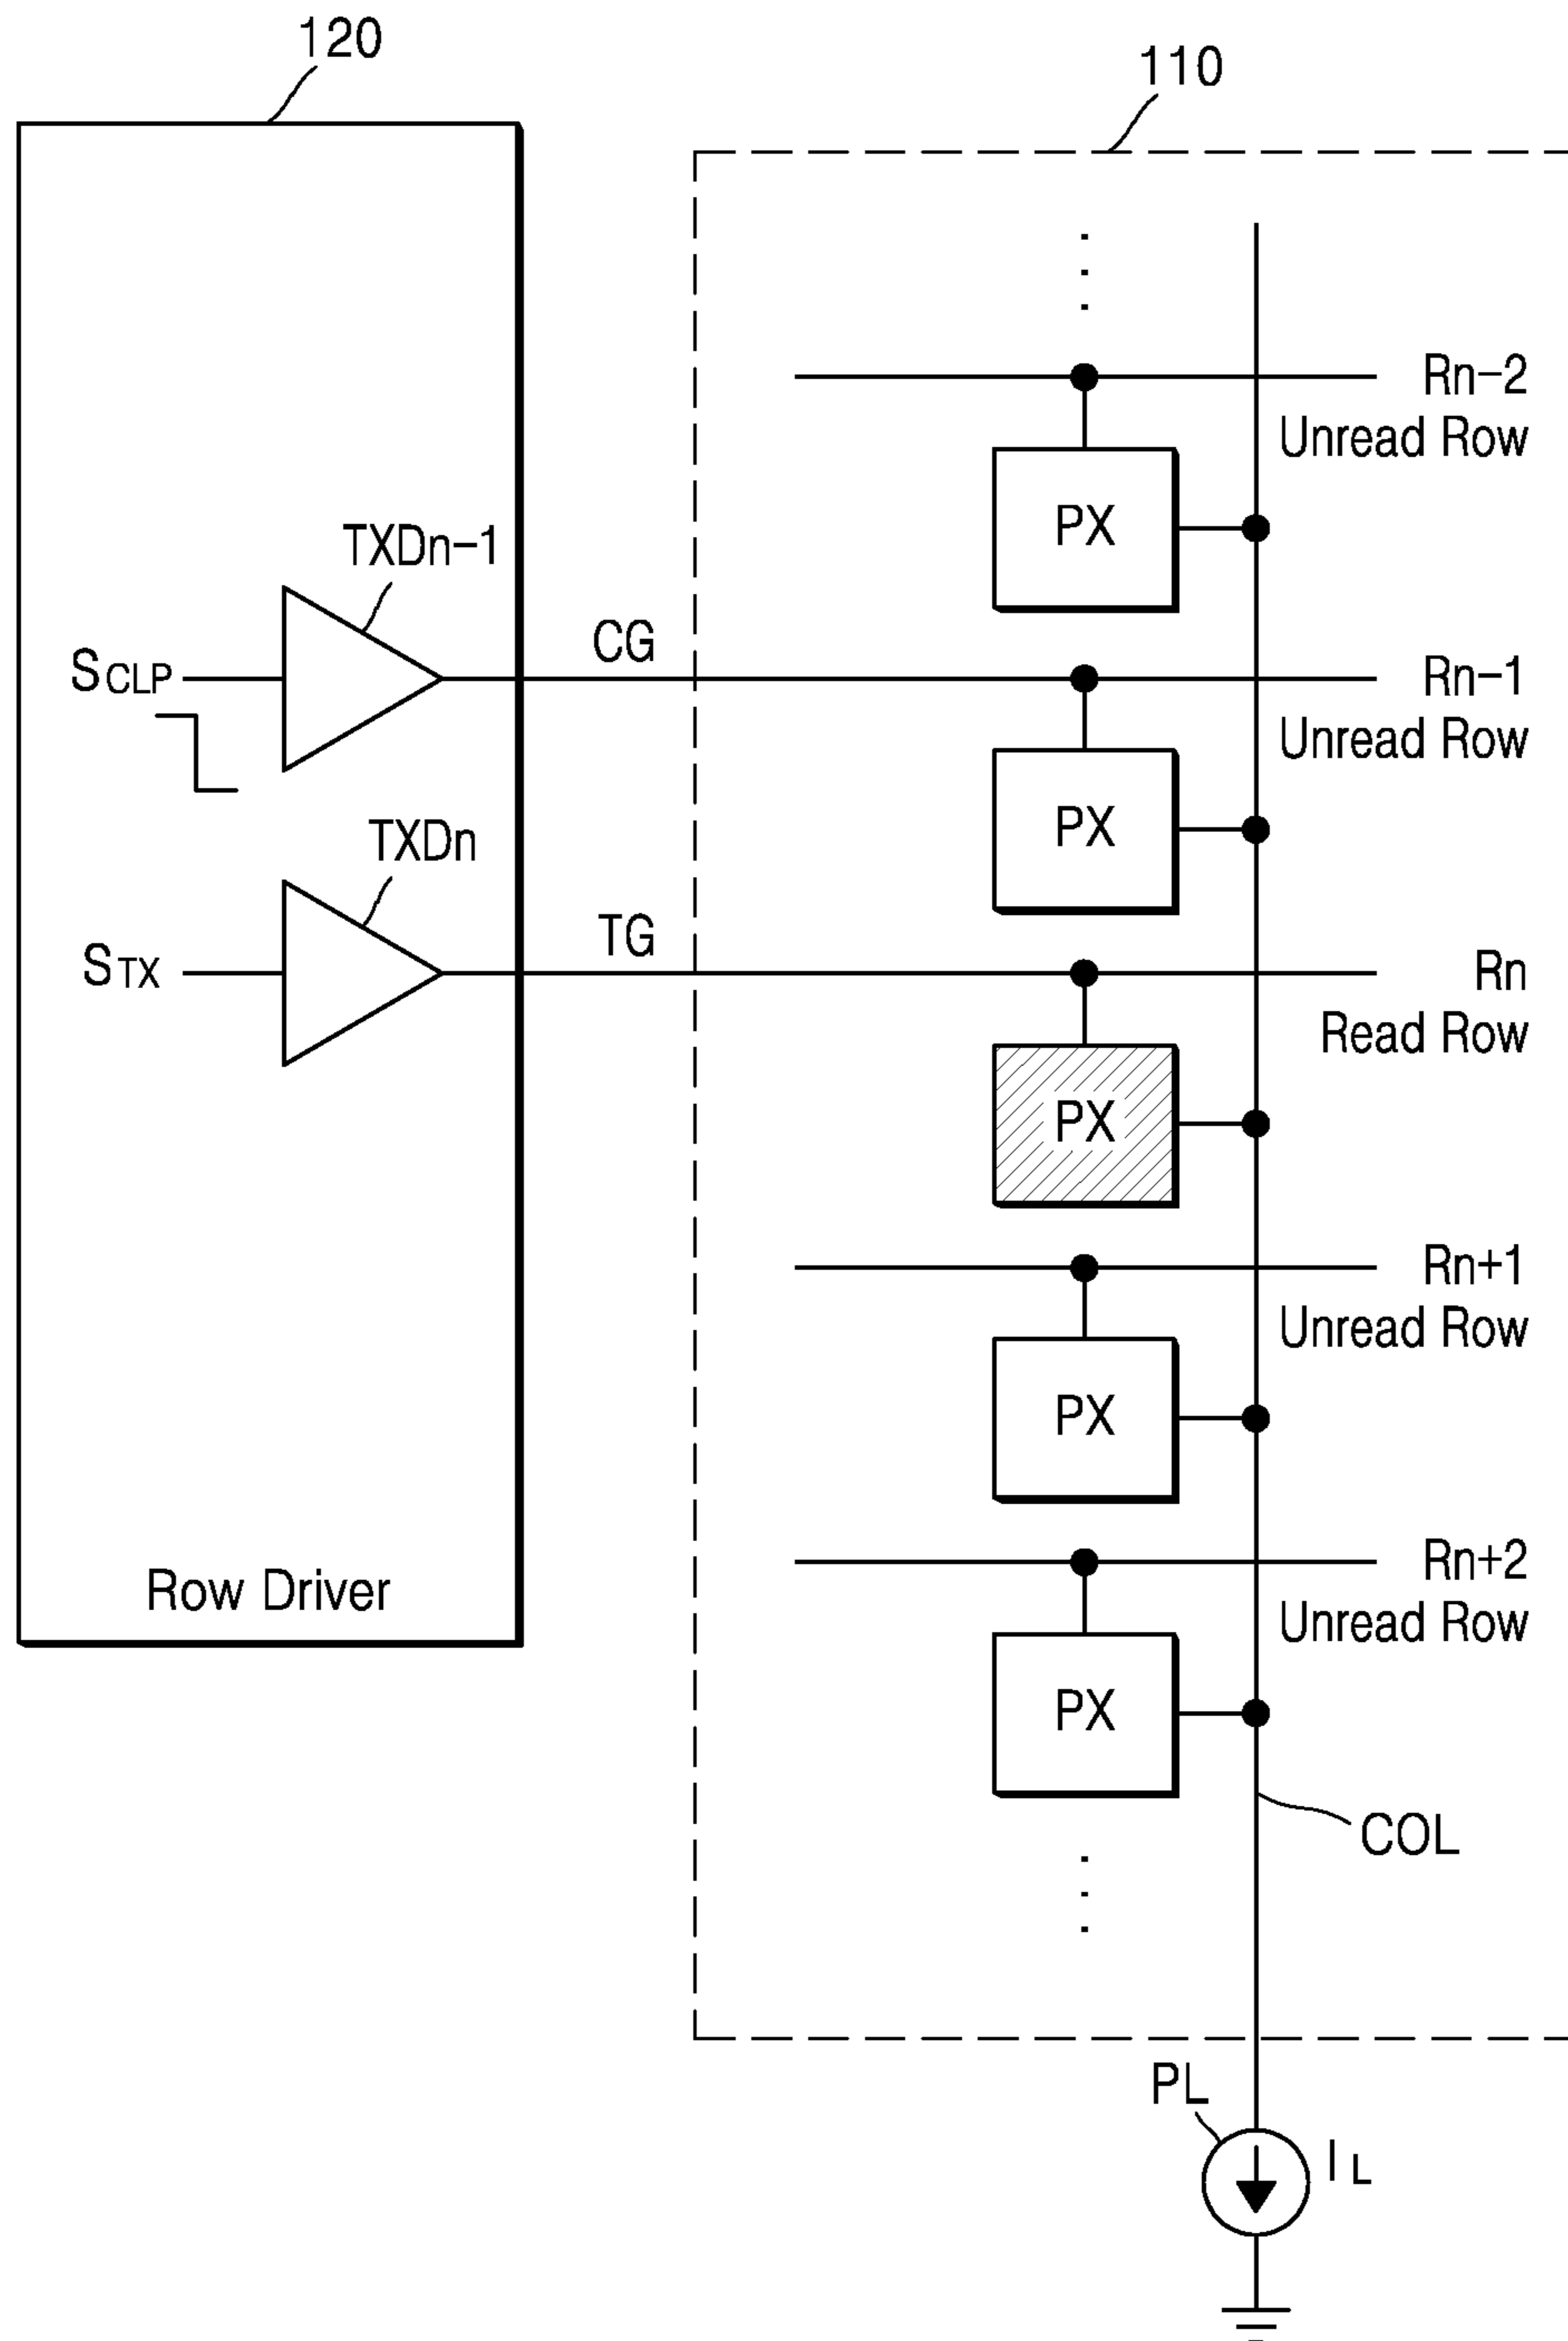 120
110
Rn-2
Unread Row
PX
TXDn-1
SCLP
CG
Rn-1
Unread Row
PX
TXDn
STX
TG
Rn
Read Row
PX
Rn+1
Unread Row
PX
Rn+2
Unread Row
Row Driver
PX
COL
PL
IL